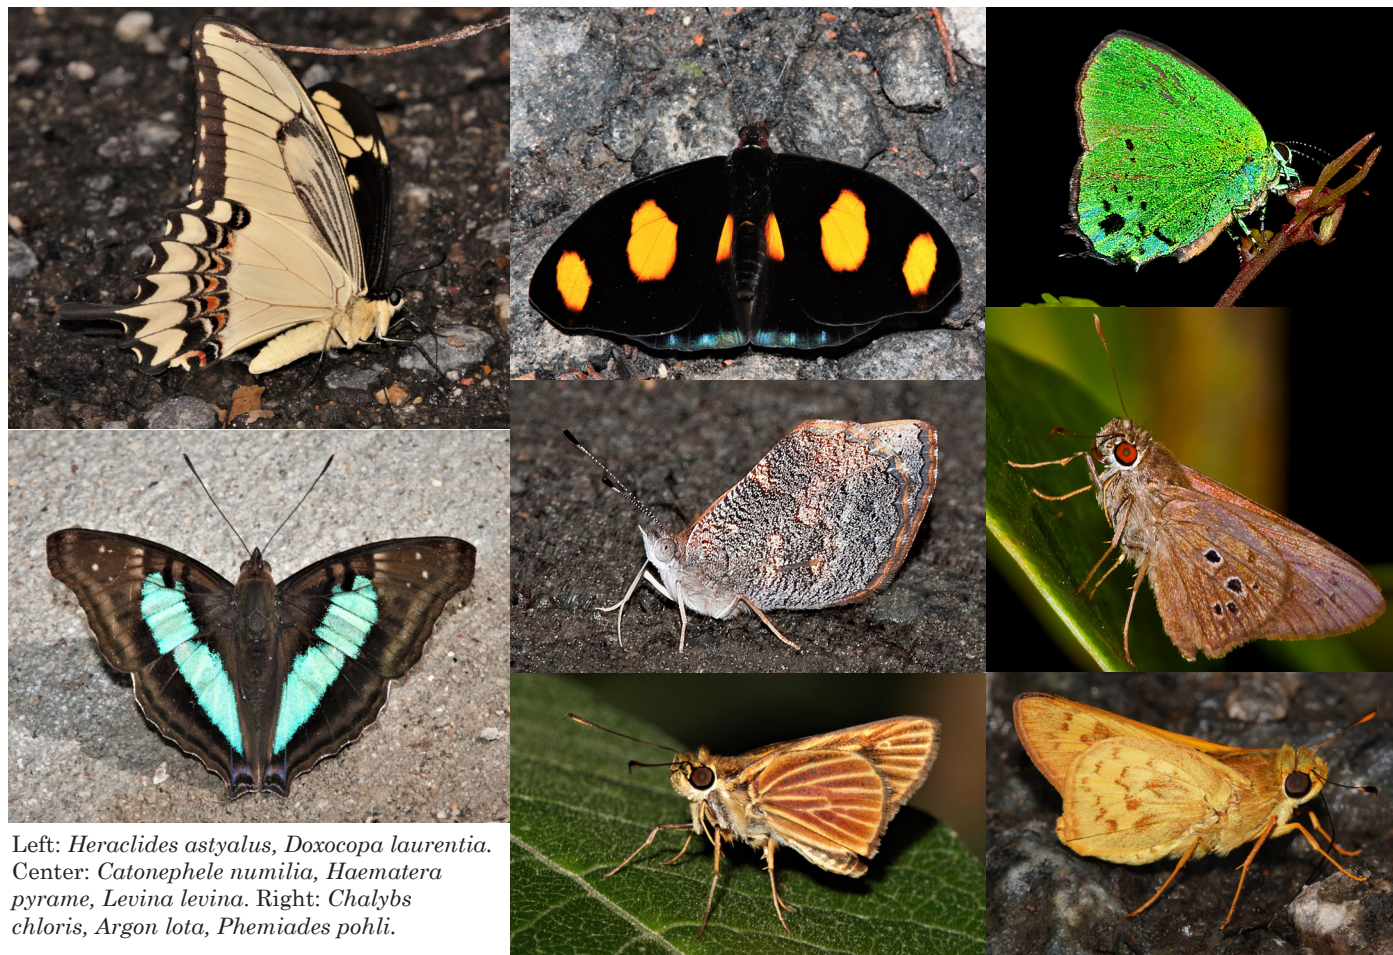 Left: Heraclides astyalus, Doxocopa laurentia.
Center: Catonephele numilia, Haematera
pyrame, Levina levina. Right: Chalybs
chloris, Argon lota, Phemiades pohli.